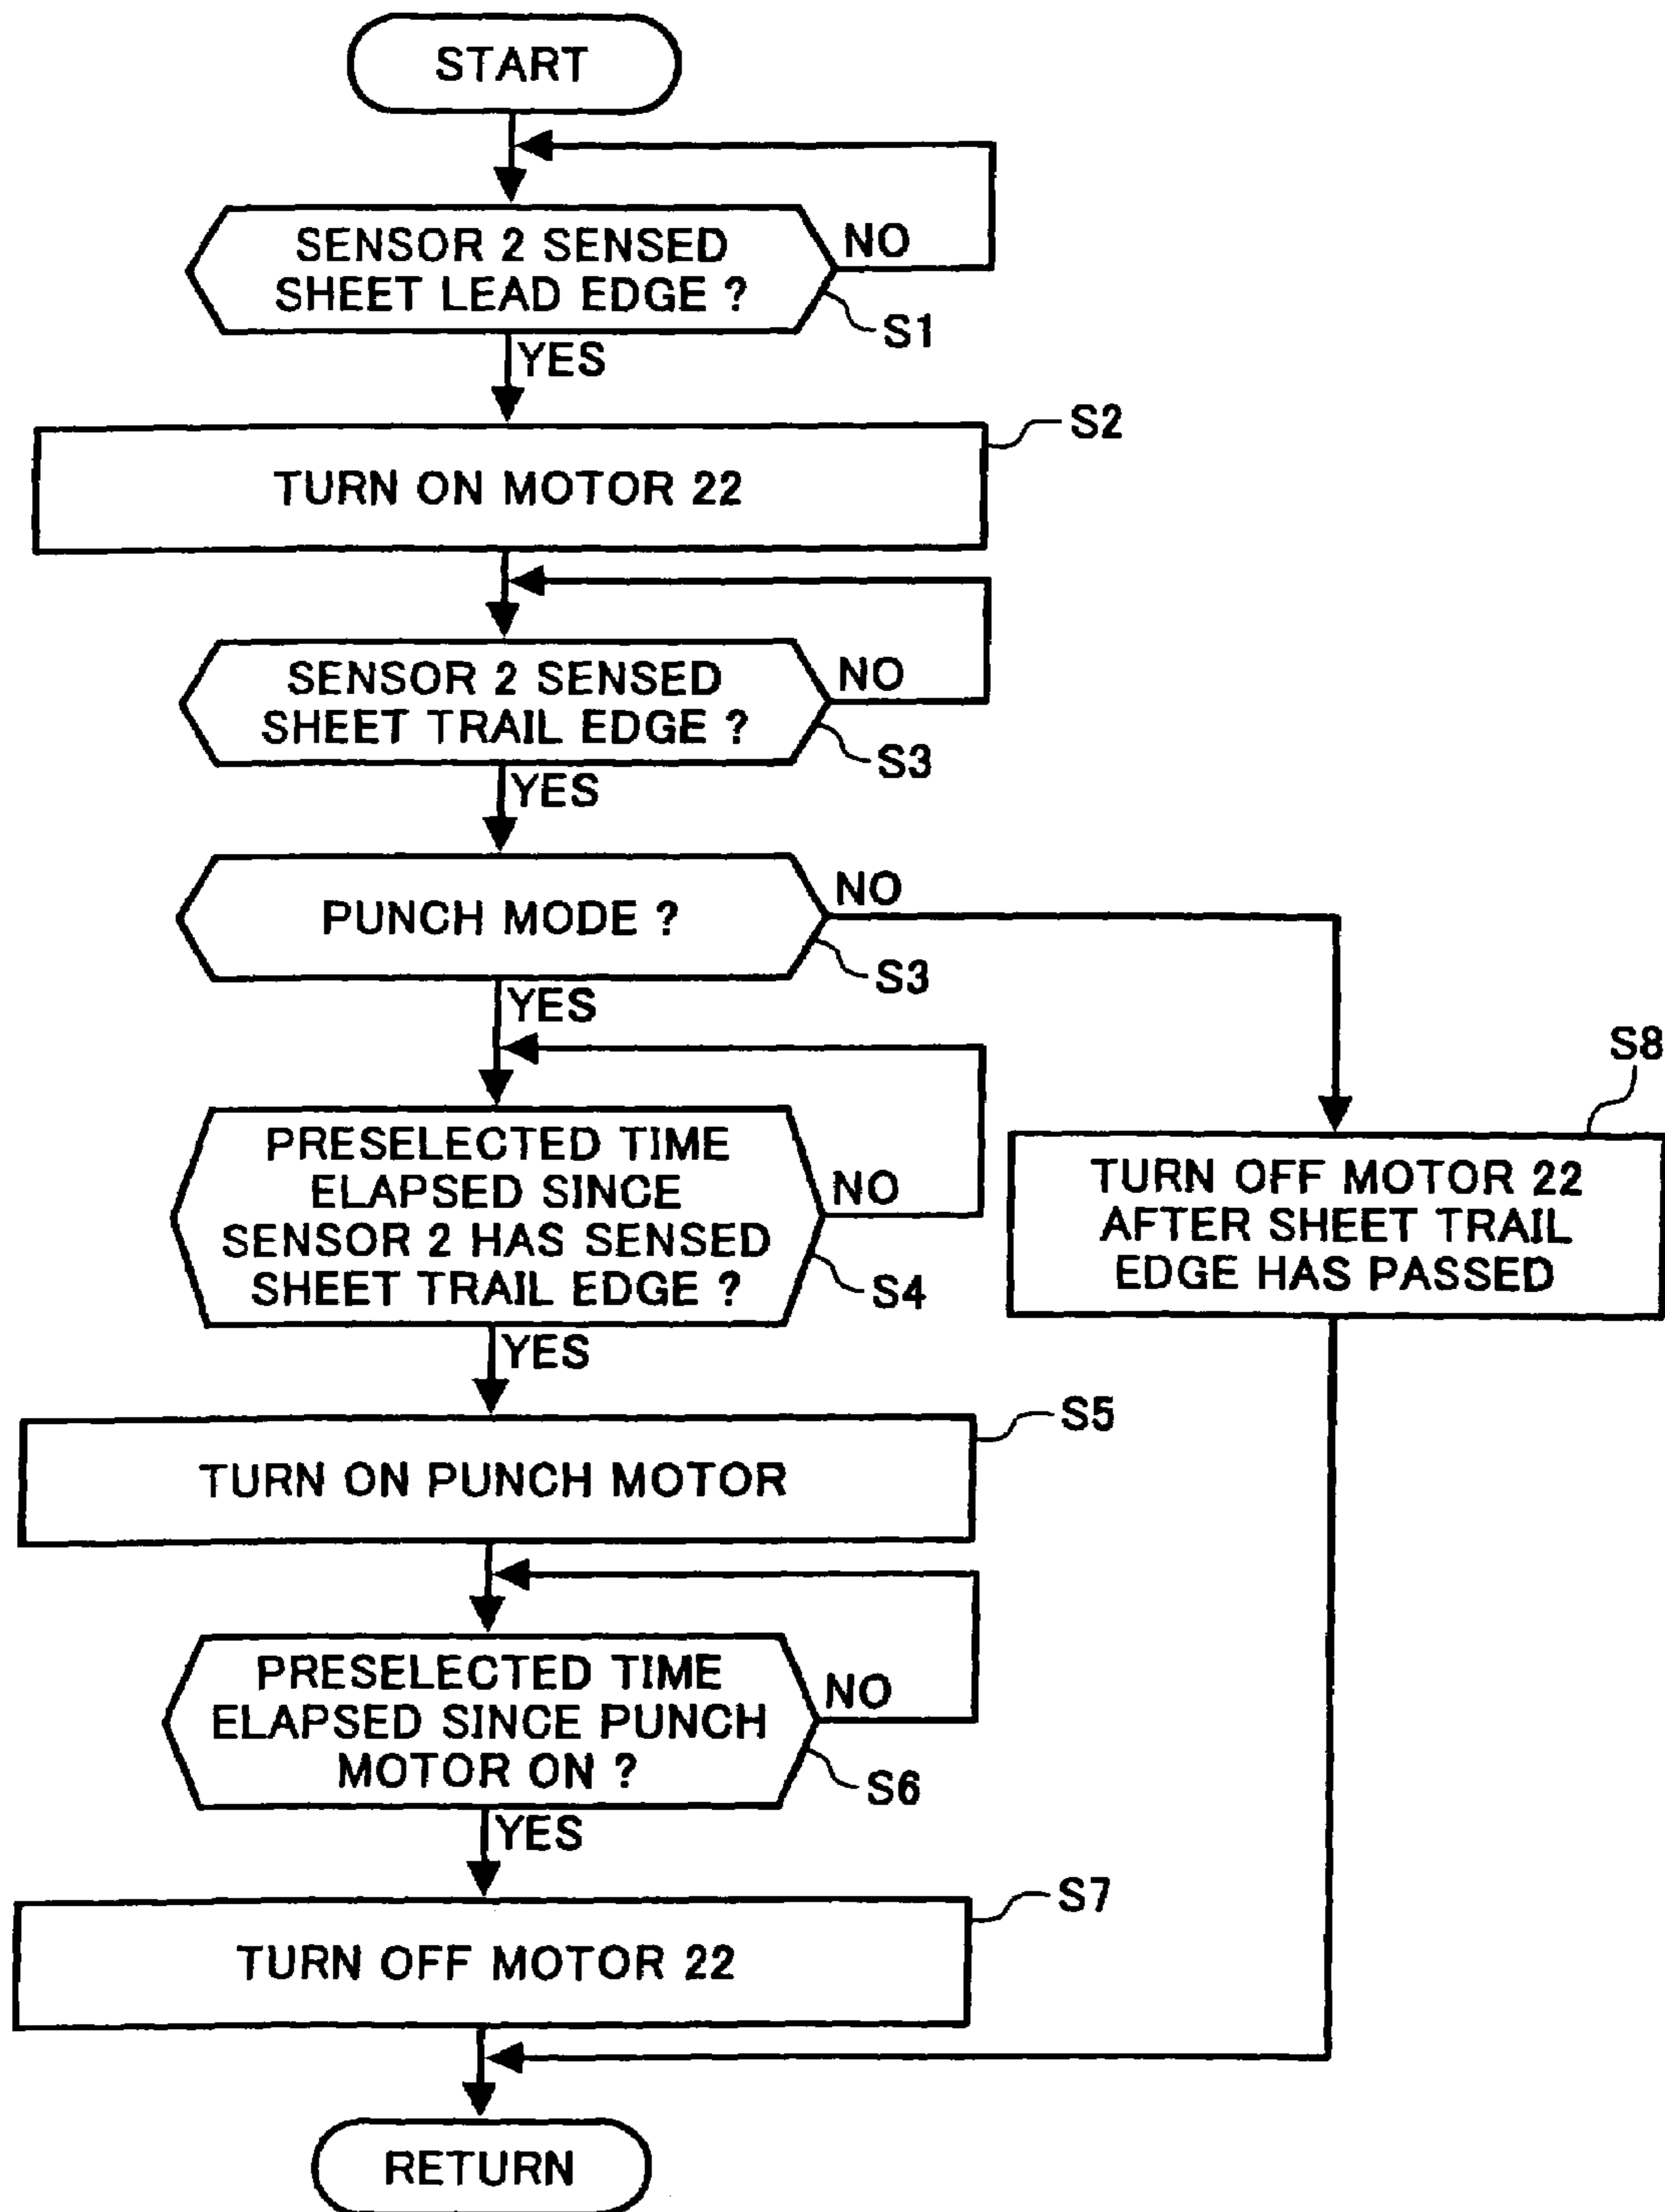 START
SENSOR 2 SENSED
SHEET LEAD EDGE ?
NO
S1
YES
S2
TURN ON MOTOR 22
SENSOR 2 SENSED
SHEET TRAIL EDGE ?
NO
S3
YES
PUNCH MODE ?
NO
S3
YES
PRESELECTED TIME
ELAPSED SINCE
SENSOR 2 HAS SENSED
SHEET TRAIL EDGE ?
NO
S4
YES
S8
TURN OFF MOTOR 22
AFTER SHEET TRAIL
EDGE HAS PASSED
S5
TURN ON PUNCH MOTOR
PRESELECTED TIME
ELAPSED SINCE PUNCH
MOTOR ON ?
NO
S6
YES
S7
TURN OFF MOTOR 22
RETURN